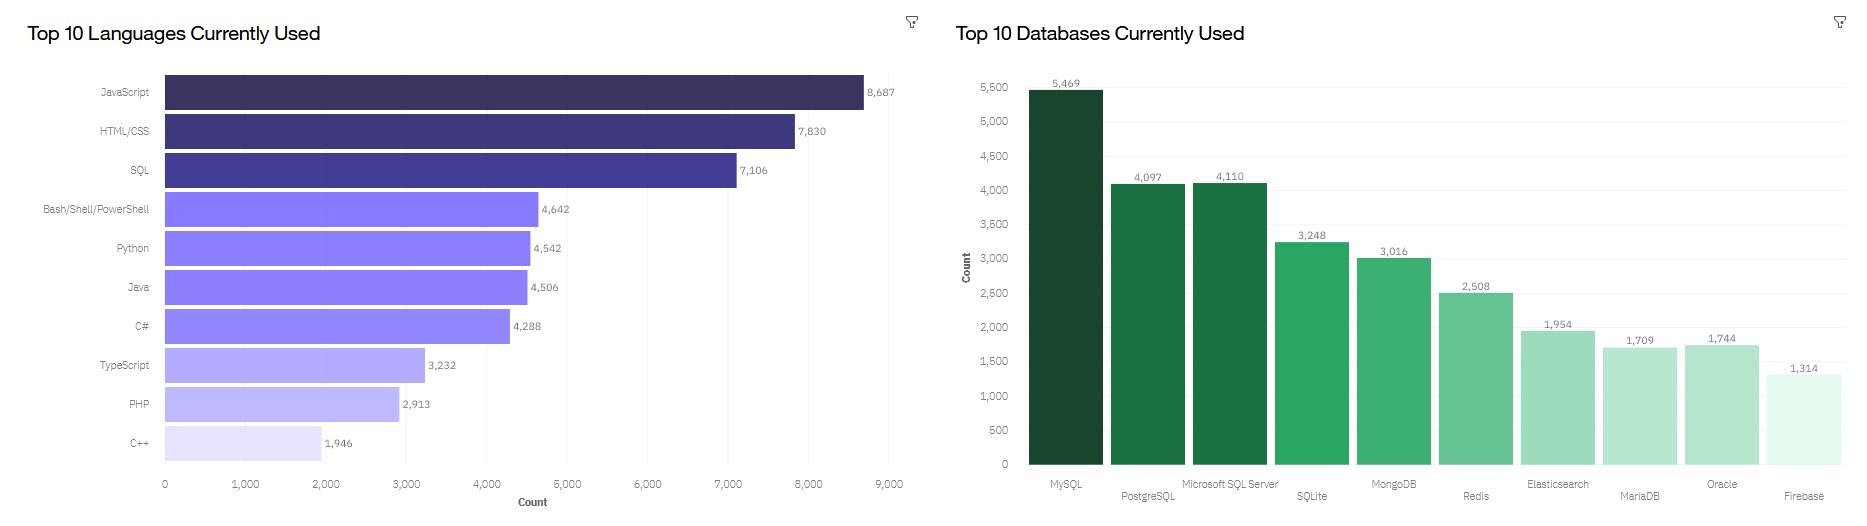 Top 10 Languages Currently Used
JavaScript 8,687
HTML/CSS 7,830
SQL 7,106
Bash/Shell/PowerShell 4,642
Python 4,542
Java 4,506
C# 4,288
TypeScript 3,232
PHP 2,913
C++ 1,946
0 1,000 2,000 3,000 4,000 5,000 6,000 7,000 8,000 9,000
Count
Top 10 Databases Currently Used
5,500
5,000
4,500
4,000
3,500
3,000
2,500
2,000
1,500
1,000
500
0
Count
5,469
4,097
4,110
3,248
3,016
2,508
1,954
1,709
1,744
1,314
MySQL
PostgreSQL
Microsoft SQL Server
SQLite
MongoDB
Redis
Elasticsearch
MariaDB
Oracle
Firebase